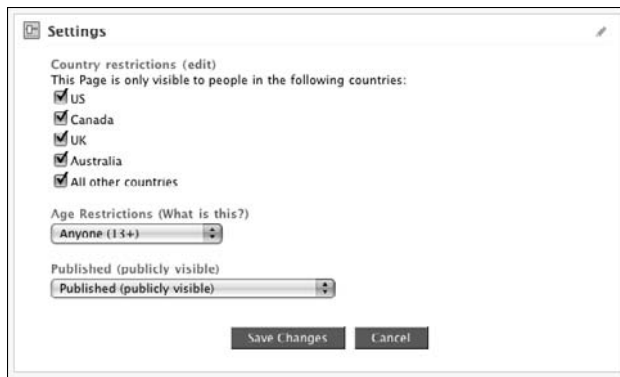 Settings
Country restrictions (edit)
This Page is only visible to people in the following countries:
US
Canada
UK
Australia
All other countries
Age Restrictions (What is this?)
Anyone (13+)
Published (publicly visible)
Published (publicly visible)
Save Changes Cancel